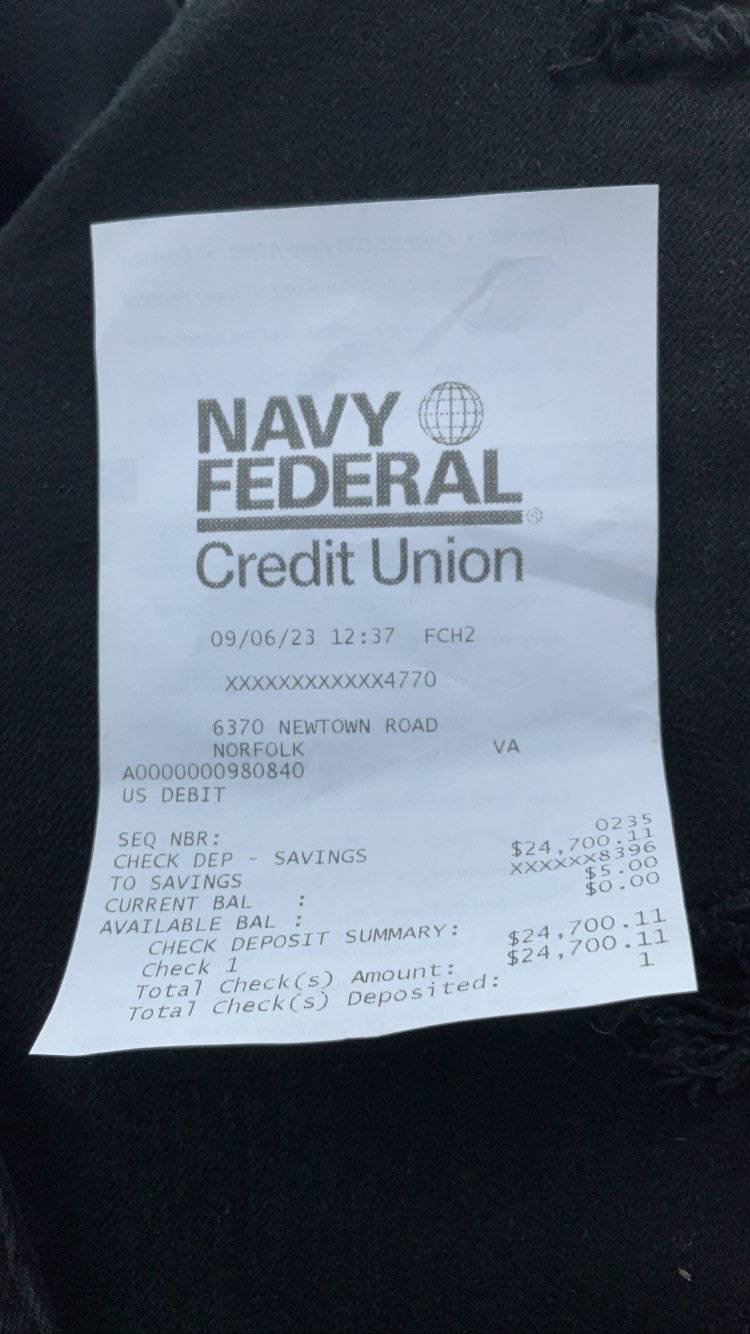 NAVY
FEDERAL
®
Credit Union
09/06/23 12:37 FCH2
XXXXXXXXXXXX4770
6370 NEWTOWN ROAD
NORFOLK VA
A0000000980840
US DEBIT
SEQ NBR: 0235
CHECK DEP - SAVINGS $24,700.11
TO SAVINGS XXXXXX8396
CURRENT BAL : $5.00
AVAILABLE BAL : $0.00
CHECK DEPOSIT SUMMARY:
Check 1 $24,700.11
Total Check(s) Amount: $24,700.11
Total Check(s) Deposited: 1